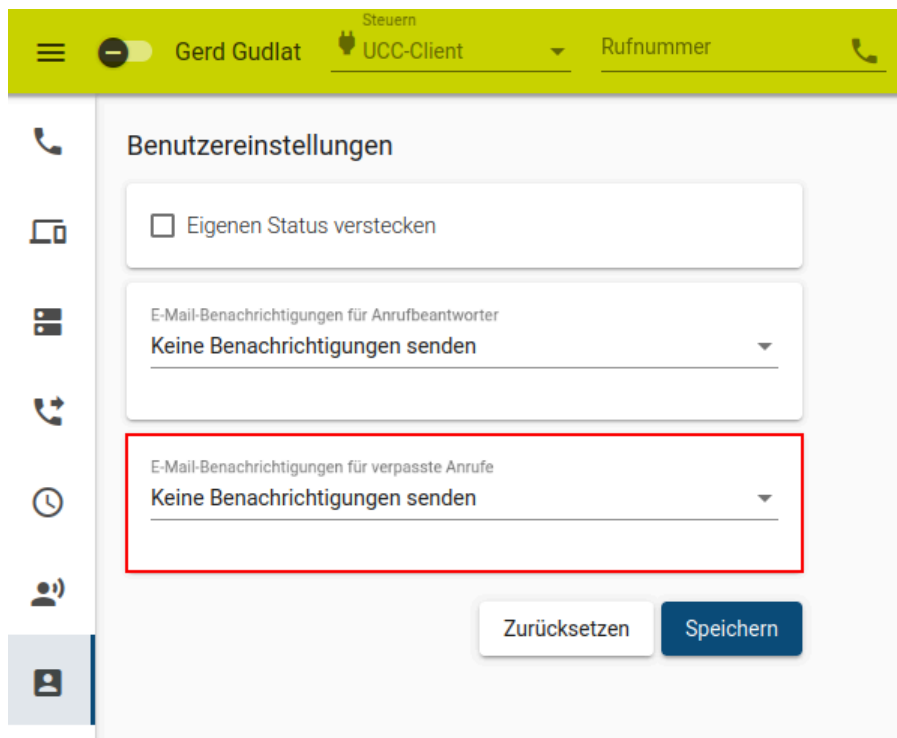 Steuern
Gerd Gudlat
UCC-Client
Rufnummer
Benutzereinstellungen
Eigenen Status verstecken
E-Mail-Benachrichtigungen für Anrufbeantworter
Keine Benachrichtigungen senden
E-Mail-Benachrichtigungen für verpasste Anrufe
Keine Benachrichtigungen senden
Zurücksetzen
Speichern